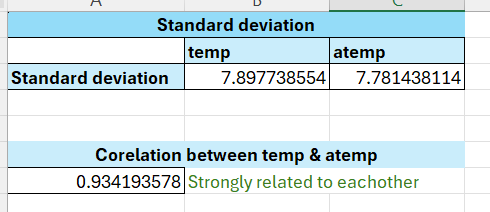 A B C
Standard deviation
temp atemp
Standard deviation 7.897738554 7.781438114
Corelation between temp & atemp
0.934193578 Strongly related to eachother